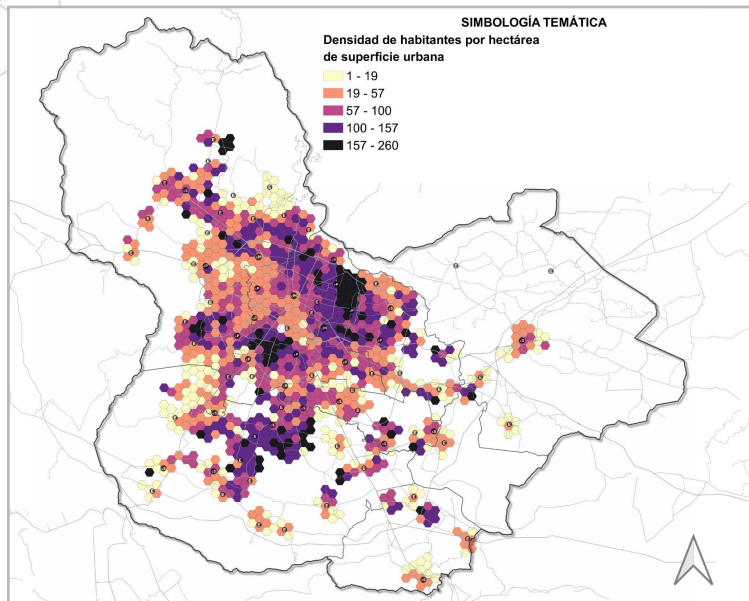 SIMBOLOGÍA TEMÁTICA
Densidad de habitantes por hectárea
de superficie urbana
1 - 19
19 - 57
57 - 100
100 - 157
157 - 260